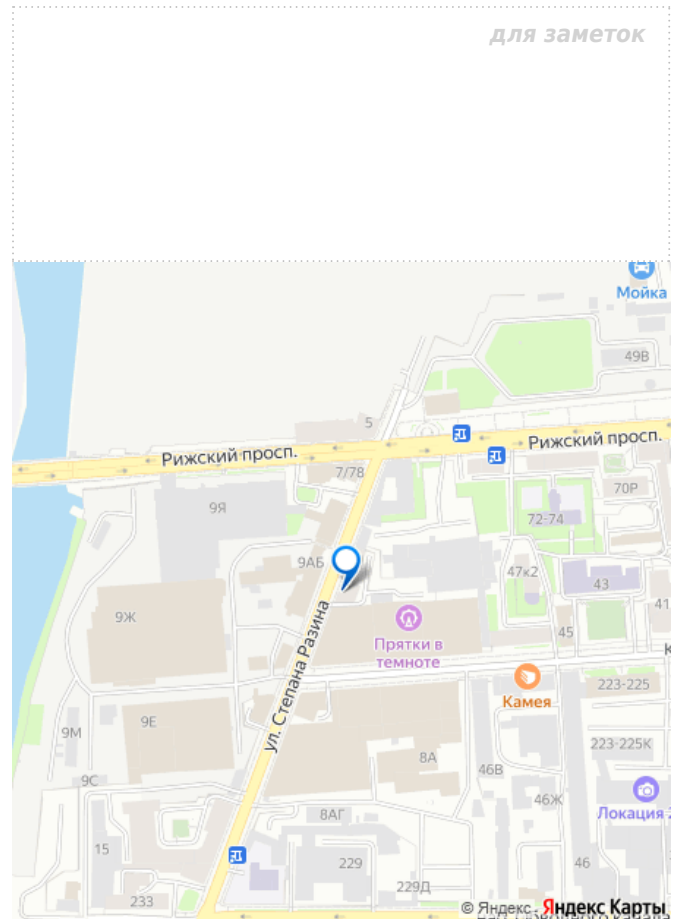 для заметок
Мойка
49В
5
Рижский просп.
Рижский просп.
7/78
70Р
9Я
72-74
9АБ
47к2
43
9Ж
41
ул. Степана Разина
Прятки в
темноте
45
К
Камея
223-225
9М
9Е
223-225К
8А
46В
9С
46Ж
Локация 2
8АГ
15
229
46
229Д
233
© Яндекс Яндекс Карты